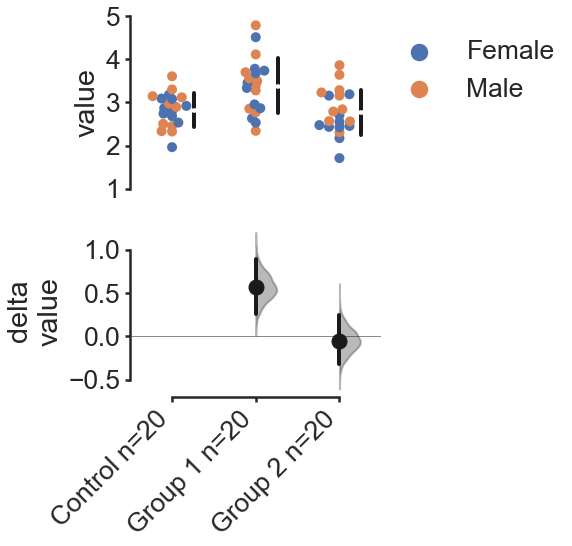 5
4
3
2
1
value
Female
Male
1.0
0.5
0.0
−0.5
delta
value
Control n=20
Group 1 n=20
Group 2 n=20